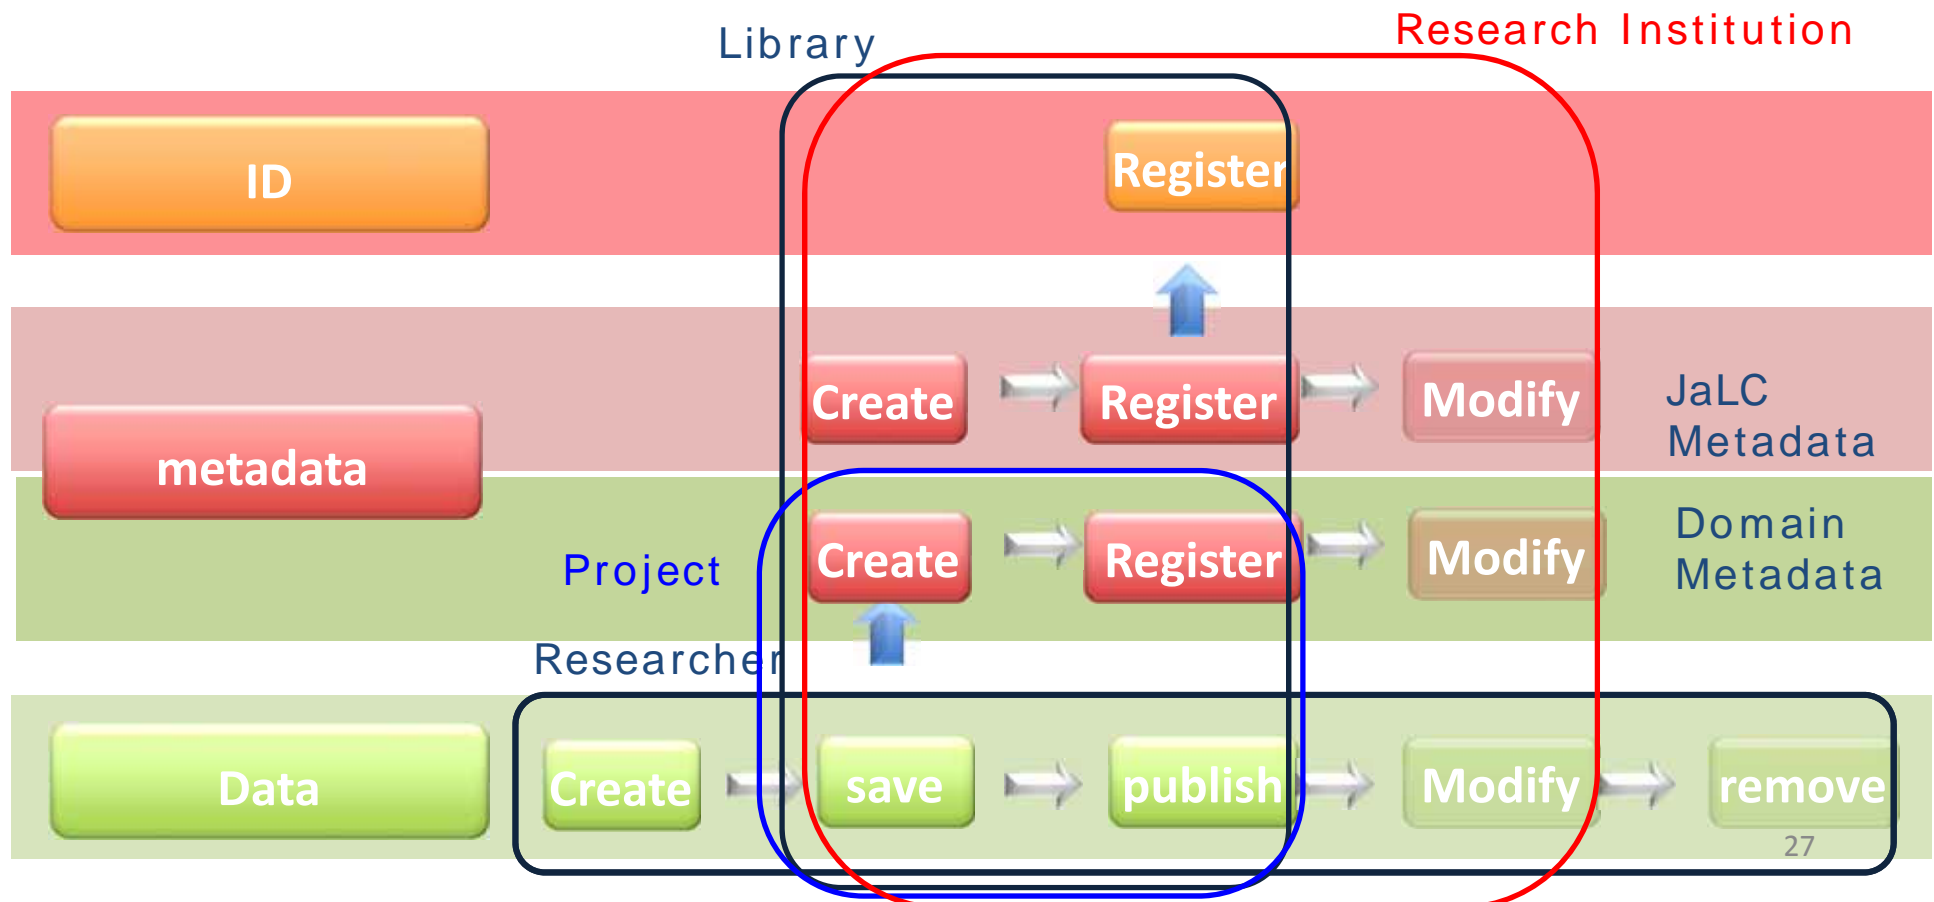 Research Institution
Library
ID
Register
Create
Register
Modify
JaLC
Metadata
metadata
Project
Create
Register
Modify
Domain
Metadata
Researcher
Data
Create
save
publish
Modify
remove
27